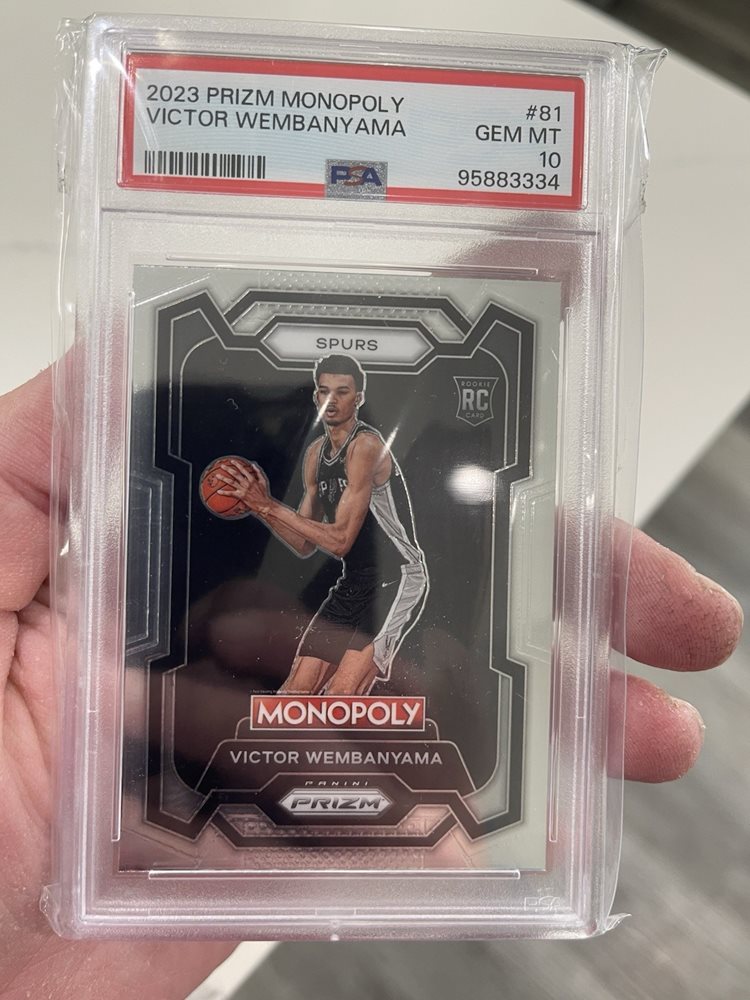 2023 PRIZM MONOPOLY #81
VICTOR WEMBANYAMA GEM MT
10
PSA 95883334
SPURS
ROOKIE
RC
CARD
MONOPOLY
VICTOR WEMBANYAMA
PANINI
PRIZM
PSA